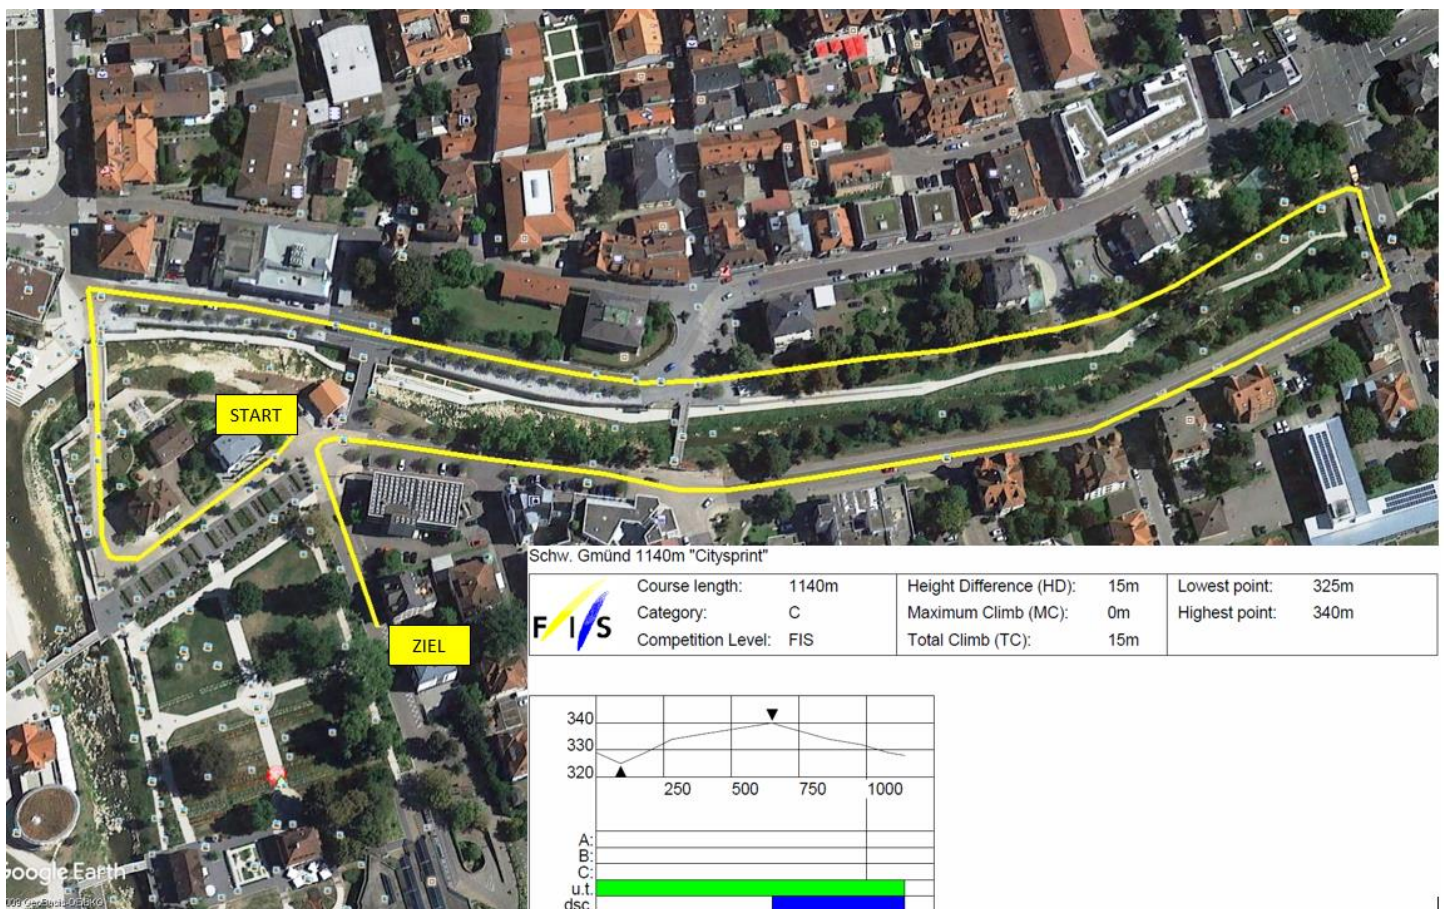 START
ZIEL
Schw. Gmünd 1140m "Citysprint"
FIS
Course length: 1140m
Category: C
Competition Level: FIS
Height Difference (HD): 15m
Maximum Climb (MC): 0m
Total Climb (TC): 15m
Lowest point: 325m
Highest point: 340m
340
330
320
250 500 750 1000
A:
B:
C:
u.t.
dsc
Google Earth